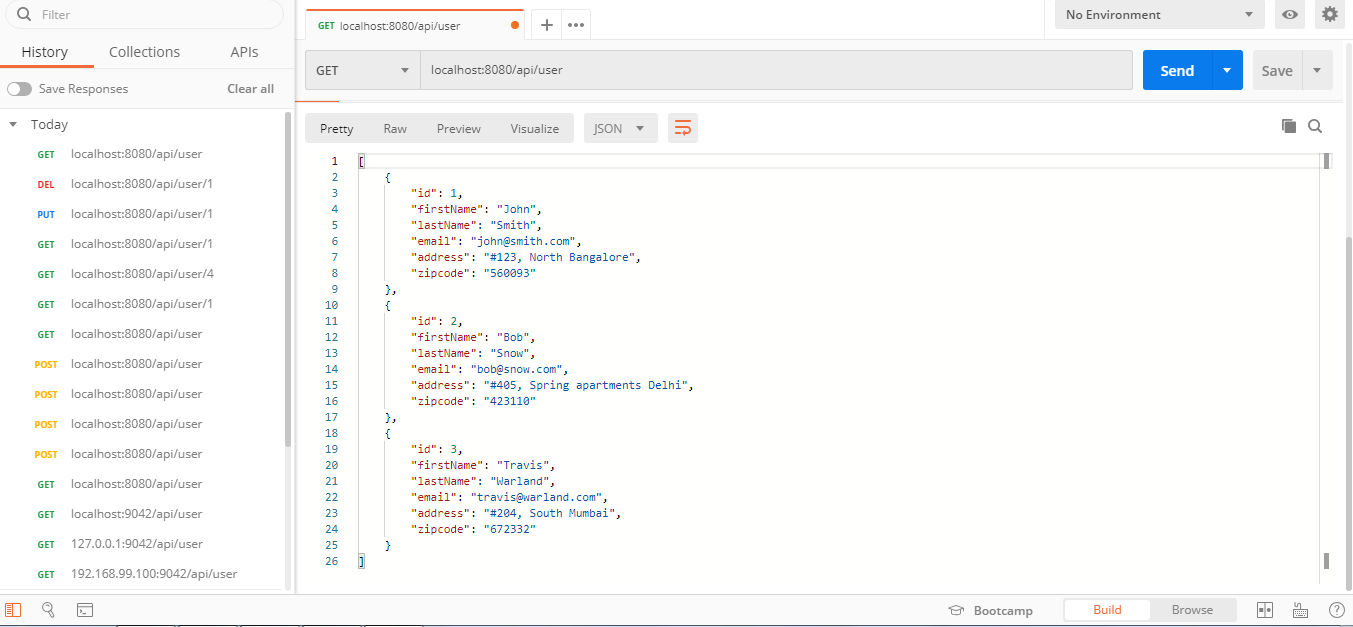 Filter
History Collections APIs
Save Responses Clear all
Today
GET localhost:8080/api/user
DEL localhost:8080/api/user/1
PUT localhost:8080/api/user/1
GET localhost:8080/api/user/1
GET localhost:8080/api/user/4
GET localhost:8080/api/user/1
GET localhost:8080/api/user
POST localhost:8080/api/user
POST localhost:8080/api/user
POST localhost:8080/api/user
POST localhost:8080/api/user
GET localhost:8080/api/user
GET localhost:9042/api/user
GET 127.0.0.1:9042/api/user
GET 192.168.99.100:9042/api/user
GET localhost:8080/api/user
No Environment
GET localhost:8080/api/user Send Save
Pretty Raw Preview Visualize JSON
1 [
2 {
3 "id": 1,
4 "firstName": "John",
5 "lastName": "Smith",
6 "email": "john@smith.com",
7 "address": "#123, North Bangalore",
8 "zipcode": "560093"
9 },
10 {
11 "id": 2,
12 "firstName": "Bob",
13 "lastName": "Snow",
14 "email": "bob@snow.com",
15 "address": "#405, Spring apartments Delhi",
16 "zipcode": "423110"
17 },
18 {
19 "id": 3,
20 "firstName": "Travis",
21 "lastName": "Warland",
22 "email": "travis@warland.com",
23 "address": "#204, South Mumbai",
24 "zipcode": "672332"
25 }
26 ]
Bootcamp Build Browse